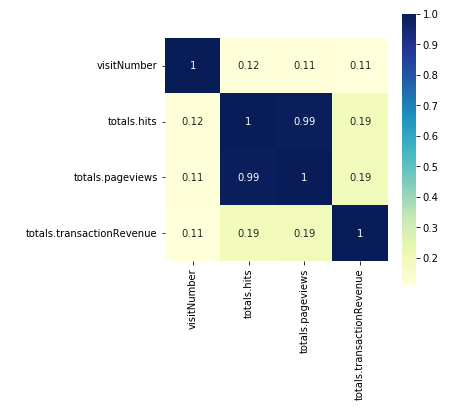 visitNumber 1 0.12 0.11 0.11
totals.hits 0.12 1 0.99 0.19
totals.pageviews 0.11 0.99 1 0.19
totals.transactionRevenue 0.11 0.19 0.19 1
visitNumber
totals.hits
totals.pageviews
totals.transactionRevenue
1.0
0.9
0.8
0.7
0.6
0.5
0.4
0.3
0.2